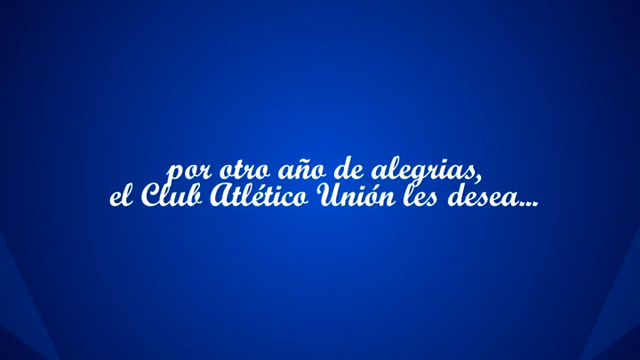 por otro año de alegrias,
el Club Atlético Unión les desea...